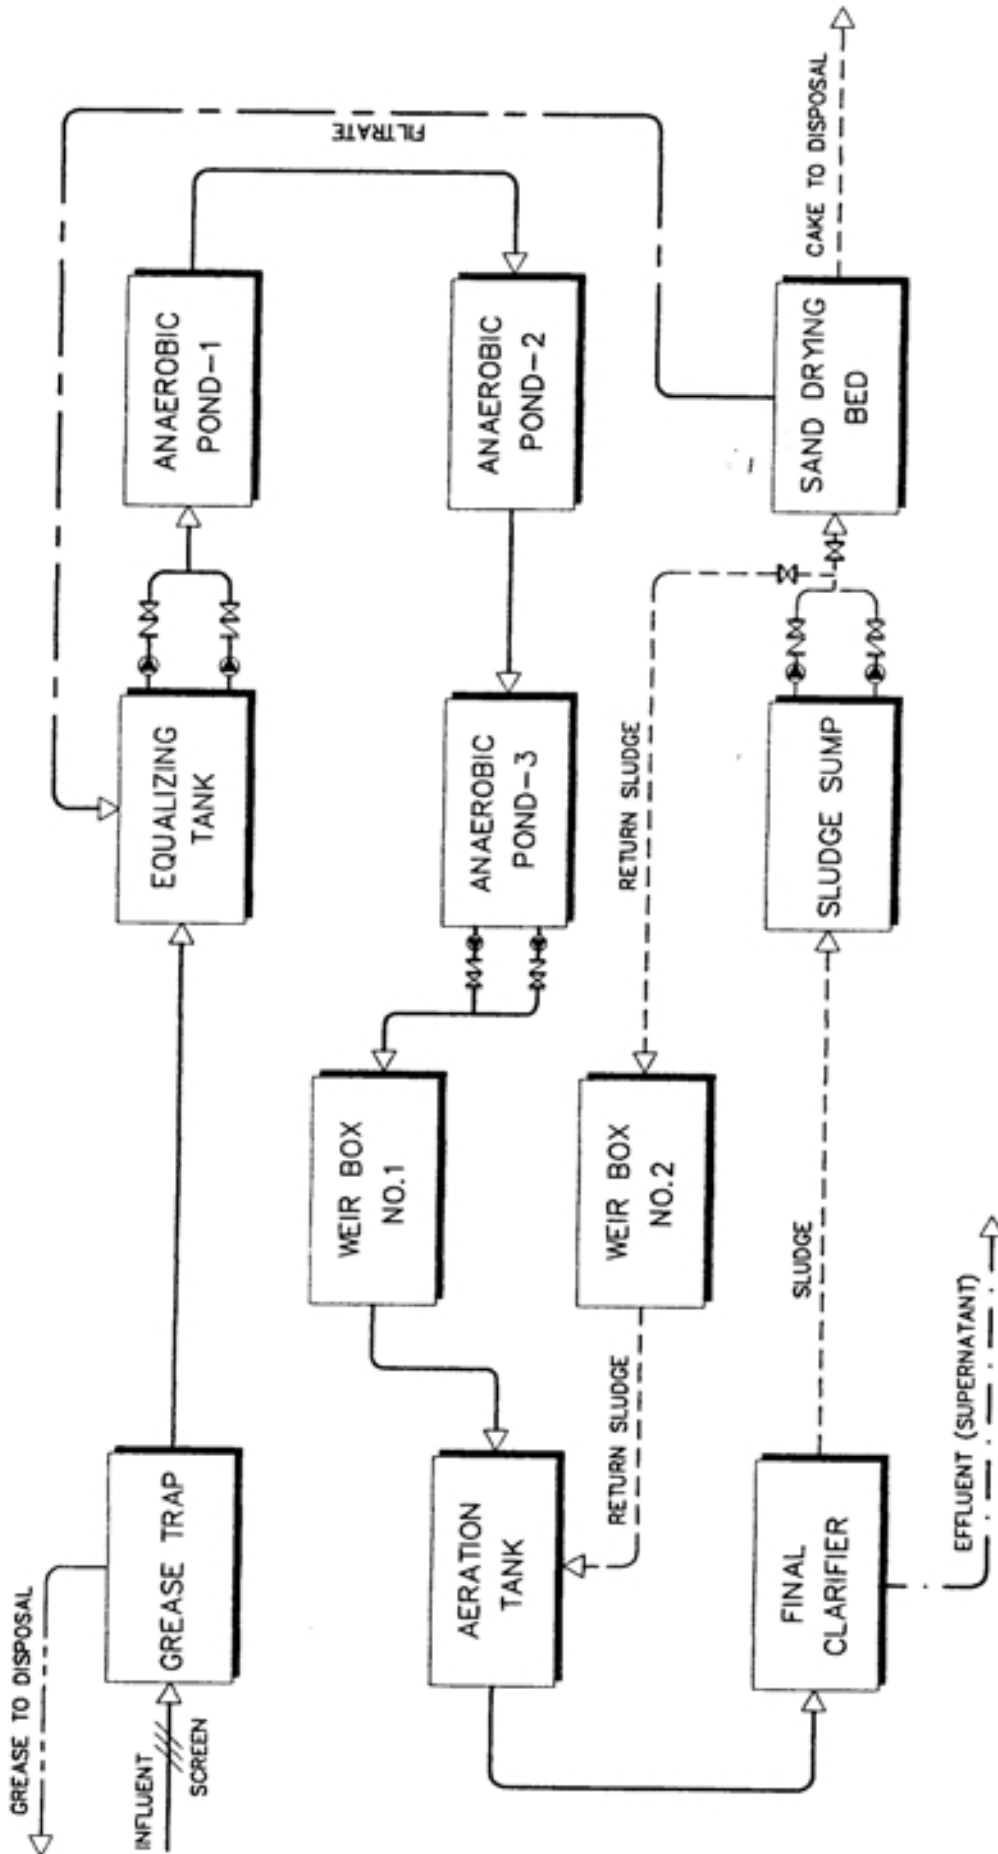 GREASE TO DISPOSAL
INFLUENT
SCREEN
GREASE TRAP
EQUALIZING
TANK
FILTRATE
ANAEROBIC
POND-1
ANAEROBIC
POND-2
ANAEROBIC
POND-3
WEIR BOX
NO.1
AERATION
TANK
RETURN SLUDGE
WEIR BOX
NO.2
RETURN SLUDGE
FINAL
CLARIFIER
EFFLUENT (SUPERNATANT)
SLUDGE
SLUDGE SUMP
SAND DRYING
BED
CAKE TO DISPOSAL